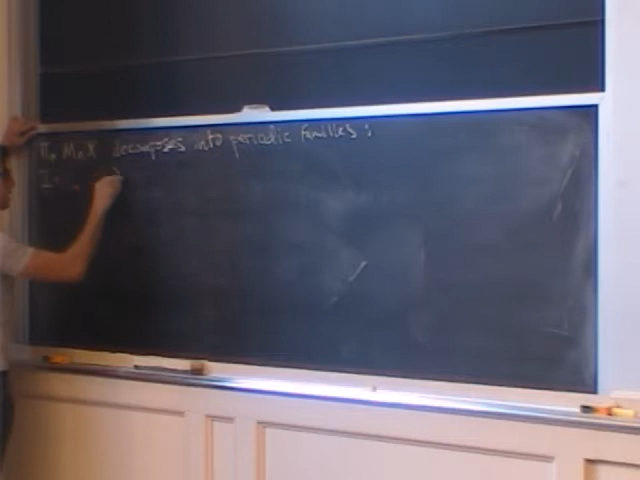 π. M. X decomposes into periodic families :